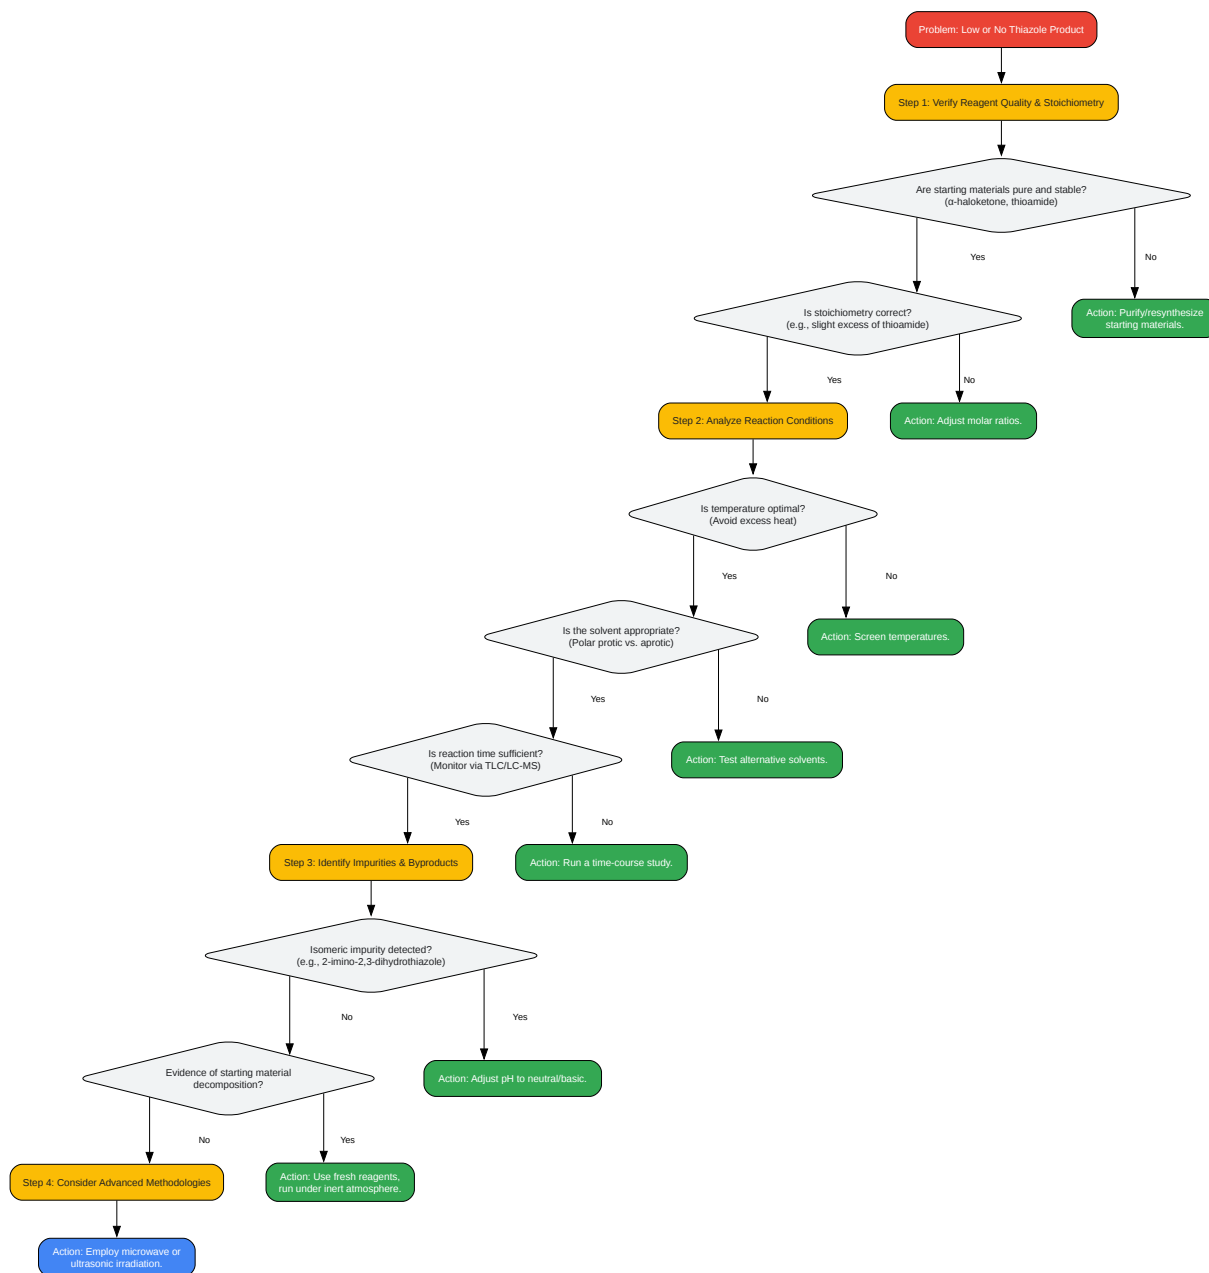 Problem: Low or No Thiazole Product
Step 1: Verify Reagent Quality & Stoichiometry
Are starting materials pure and stable?
(α-haloketone, thioamide)
Yes
No
Is stoichiometry correct?
(e.g., slight excess of thioamide)
Action: Purify/resynthesize
starting materials.
Yes
No
Step 2: Analyze Reaction Conditions
Action: Adjust molar ratios.
Is temperature optimal?
(Avoid excess heat)
Yes
No
Is the solvent appropriate?
(Polar protic vs. aprotic)
Action: Screen temperatures.
Yes
No
Is reaction time sufficient?
(Monitor via TLC/LC-MS)
Action: Test alternative solvents.
Yes
No
Step 3: Identify Impurities & Byproducts
Action: Run a time-course study.
Isomeric impurity detected?
(e.g., 2-imino-2,3-dihydrothiazole)
No
Yes
Evidence of starting material
decomposition?
Action: Adjust pH to neutral/basic.
No
Yes
Step 4: Consider Advanced Methodologies
Action: Use fresh reagents,
run under inert atmosphere.
Action: Employ microwave or
ultrasonic irradiation.